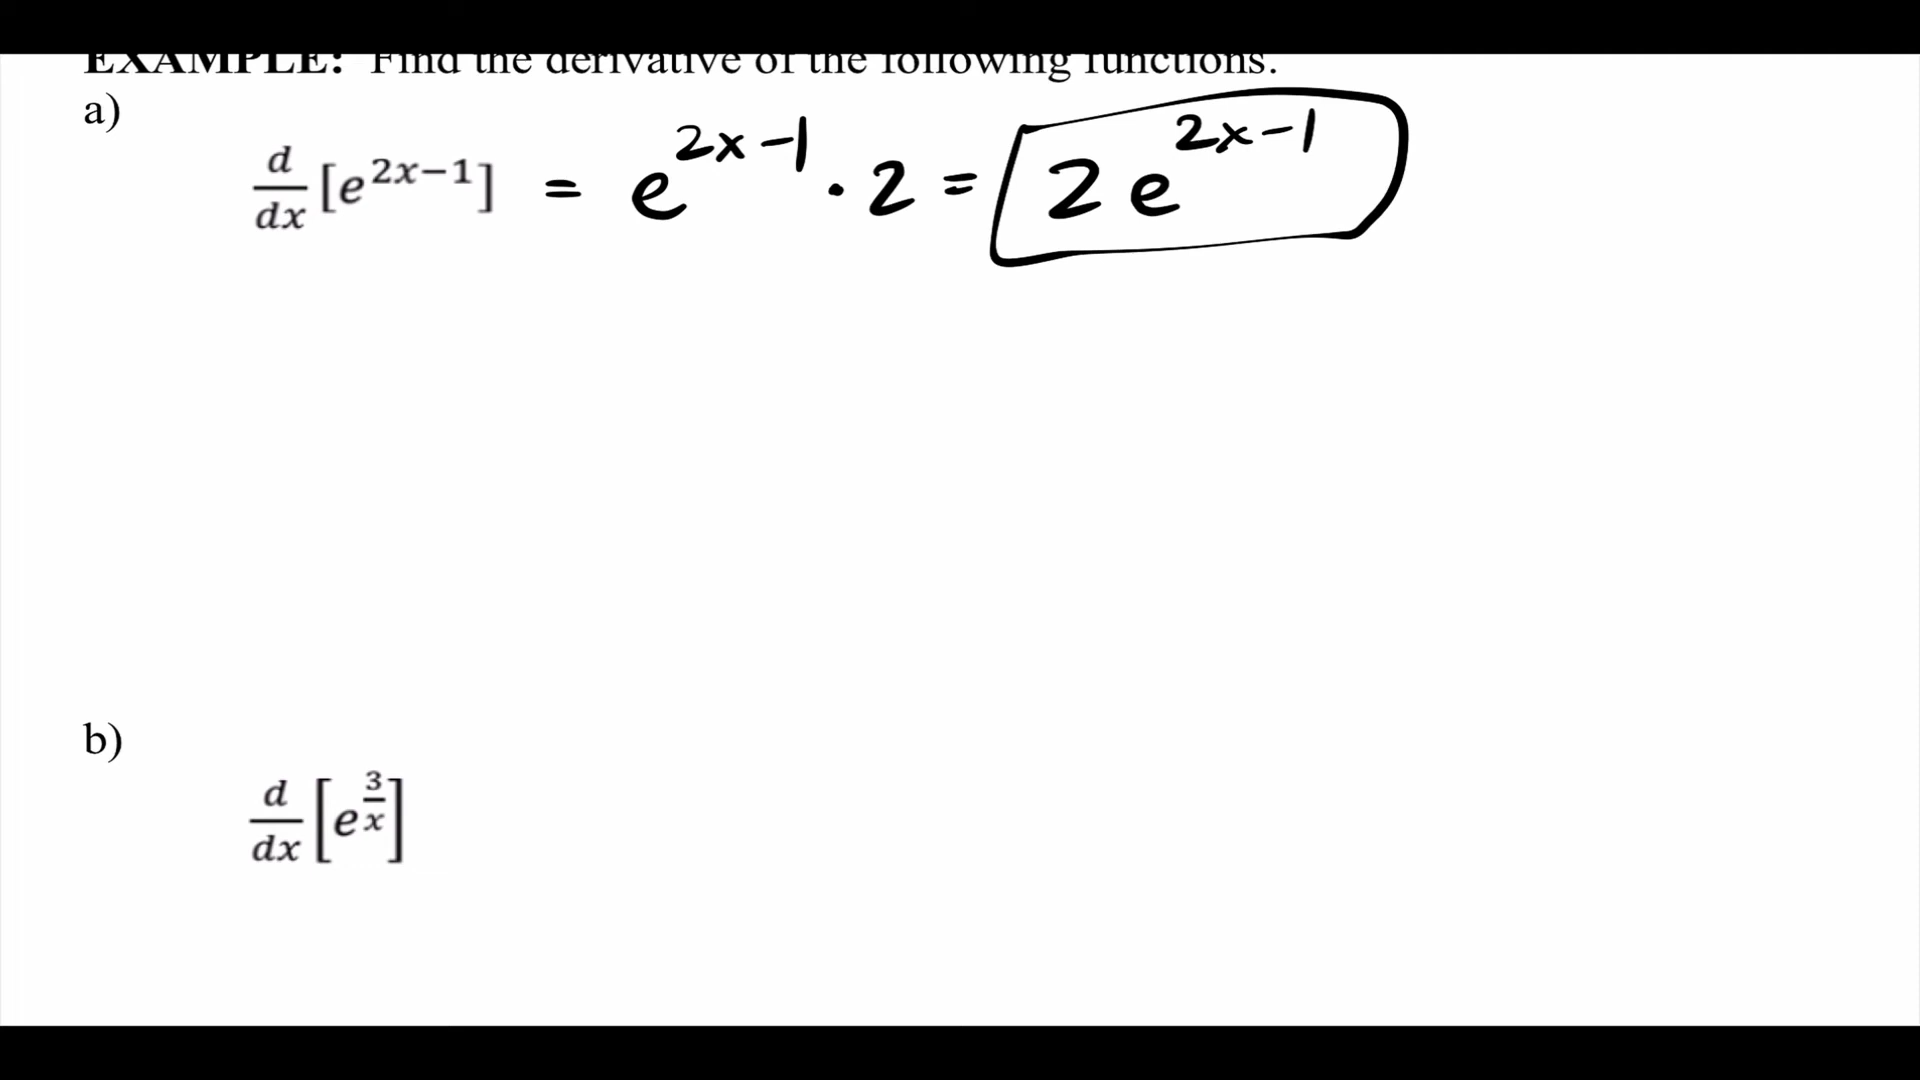 EXAMPLE: Find the derivative of the following functions.
a)
d/dx [e^{2x−1}] = e^{2x−1} · 2 = 2e^{2x−1}
b)
d/dx [e^{3/x}]